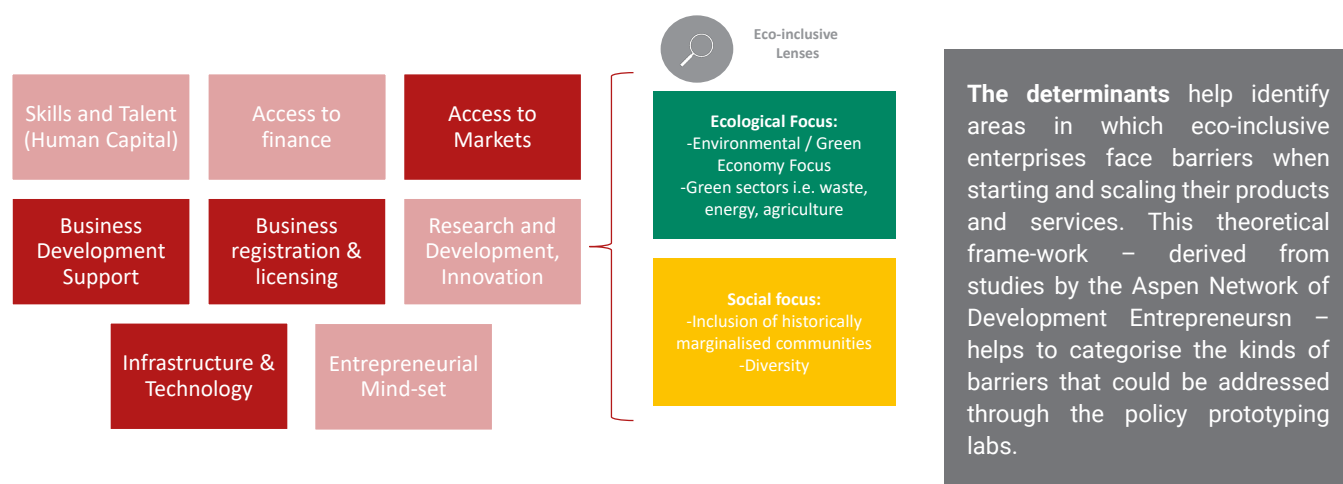 Eco-inclusive
Lenses
Skills and Talent
(Human Capital)
Access to
finance
Access to
Markets
Business
Development
Support
Business
registration &
licensing
Research and
Development,
Innovation
Infrastructure &
Technology
Entrepreneurial
Mind-set
Ecological Focus:
-Environmental / Green
Economy Focus
-Green sectors i.e. waste,
energy, agriculture
Social focus:
-Inclusion of historically
marginalised communities
-Diversity
The determinants help identify
areas in which eco-inclusive
enterprises face barriers when
starting and scaling their products
and services. This theoretical
frame-work – derived from
studies by the Aspen Network of
Development Entrepreneursn –
helps to categorise the kinds of
barriers that could be addressed
through the policy prototyping
labs.